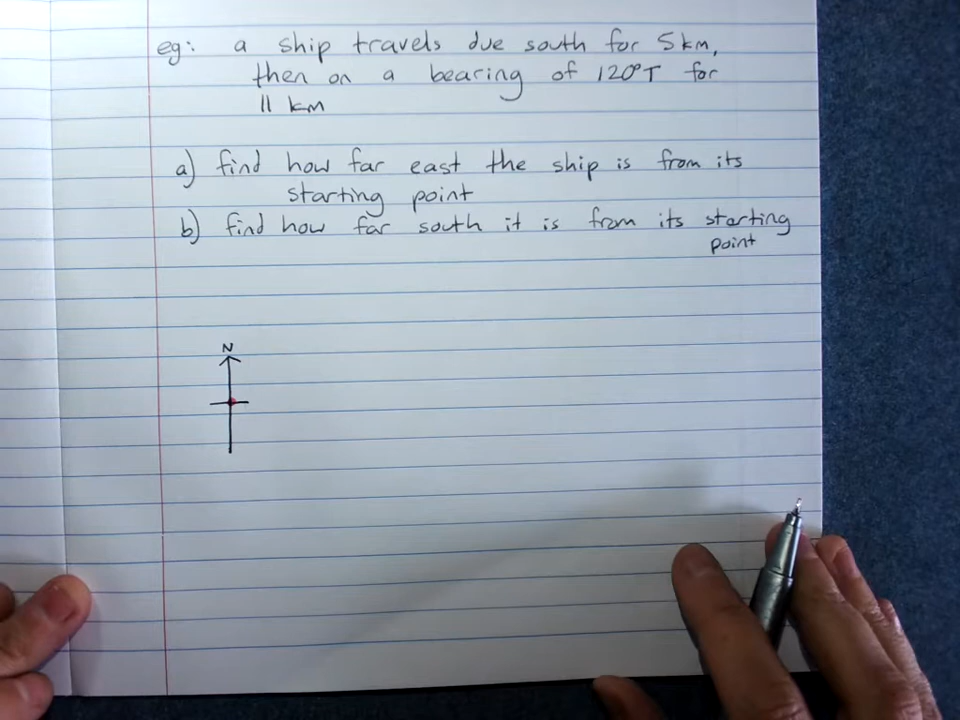 eg: a ship travels due south for 5km,
then on a bearing of 120°T for
11 km
a) find how far east the ship is from its
starting point
b) find how far south it is from its starting
point
N